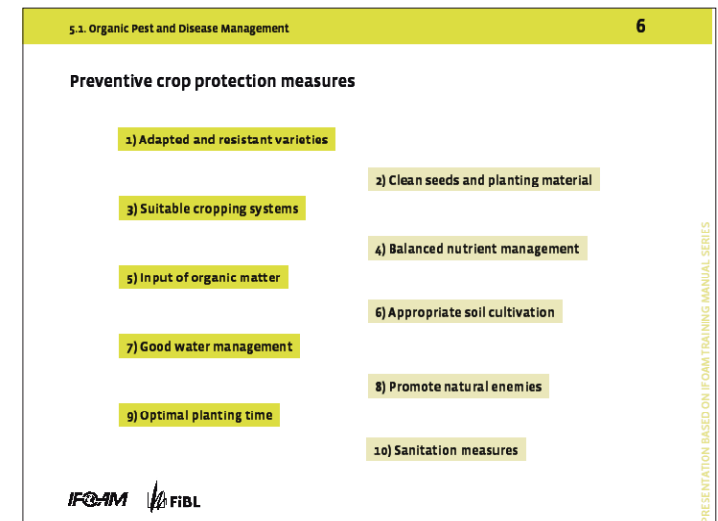 5.1. Organic Pest and Disease Management 6
Preventive crop protection measures
1) Adapted and resistant varieties
2) Clean seeds and planting material
3) Suitable cropping systems
4) Balanced nutrient management
5) Input of organic matter
6) Appropriate soil cultivation
7) Good water management
8) Promote natural enemies
9) Optimal planting time
10) Sanitation measures
IFOAM FiBL
PRESENTATION BASED ON IFOAM TRAINING MANUAL SERIES